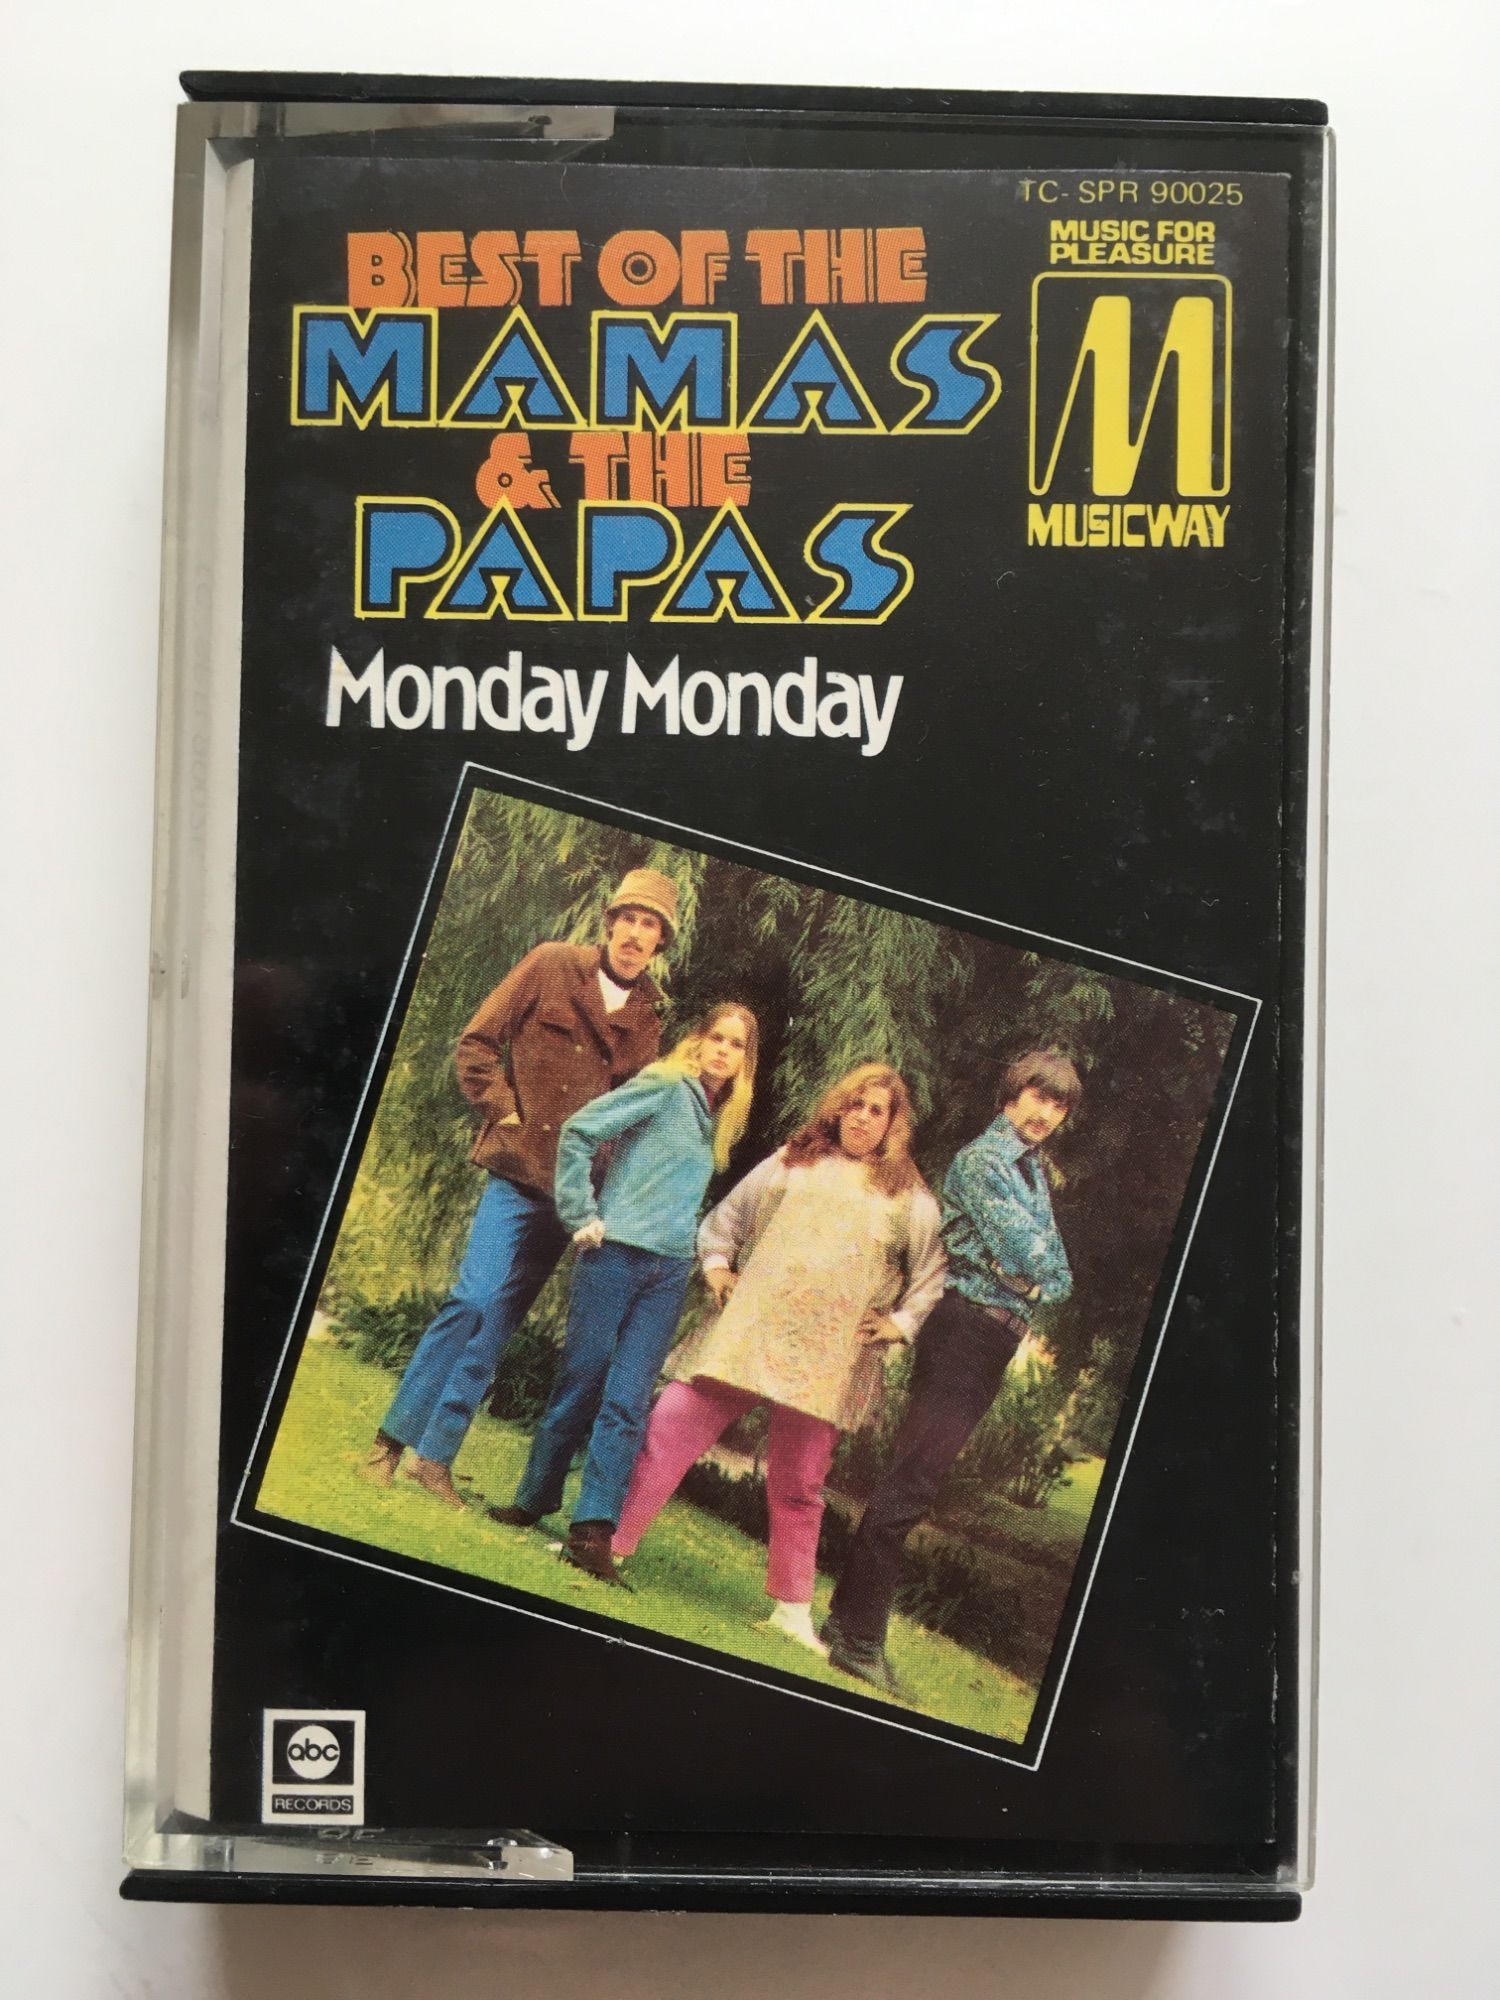 TC-SPR 90025
MUSIC FOR
PLEASURE
M
MUSICWAY
BEST OF THE
MAMAS
& THE
PAPAS
Monday Monday
abc
RECORDS